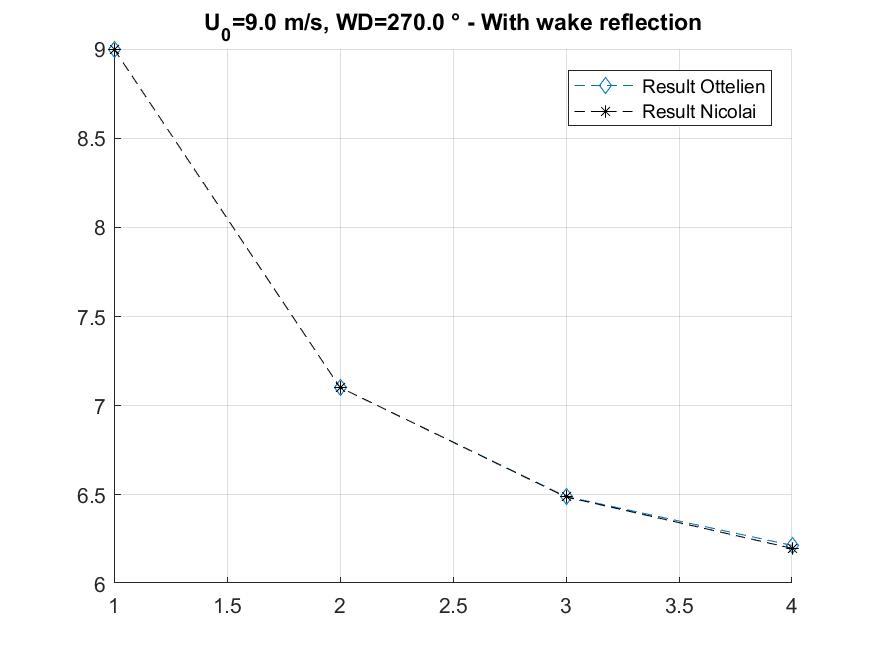 U0=9.0 m/s, WD=270.0 ° - With wake reflection
9
Result Ottelien
Result Nicolai
8.5
8
7.5
7
6.5
6
1 1.5 2 2.5 3 3.5 4